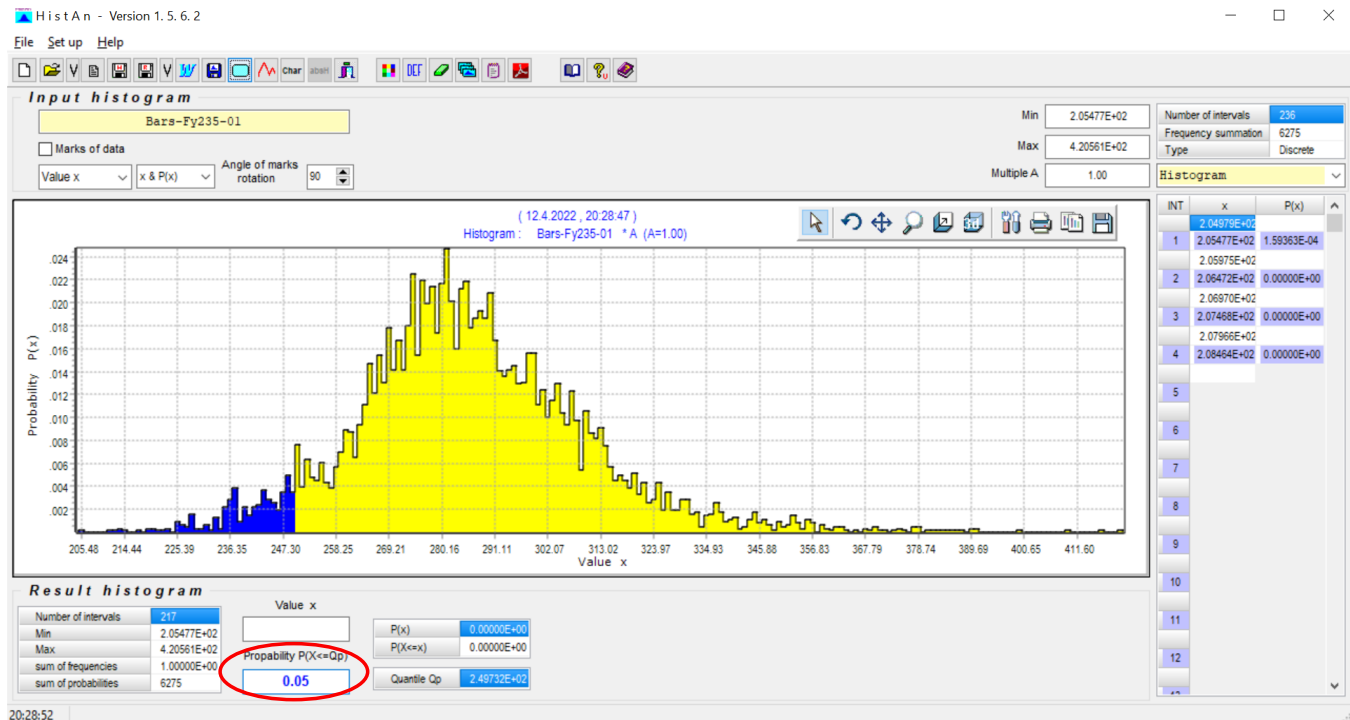 HistAn - Version 1.5.6.2
File Set up Help
V V Char absH DEF
Input histogram
Bars-Fy235-01
Marks of data
Value x x & P(x) Angle of marks rotation 90
Min 2.05477E+02
Max 4.20561E+02
Multiple A 1.00
Number of intervals 236
Frequency summation 6275
Type Discrete
Histogram
( 12.4.2022 , 20:28:47 )
Histogram : Bars-Fy235-01 * A (A=1.00)
Probability P(x)
.024
.022
.020
.018
.016
.014
.012
.010
.008
.006
.004
.002
205.48 214.44 225.39 236.35 247.30 258.25 269.21 280.16 291.11 302.07 313.02 323.97 334.93 345.88 356.83 367.79 378.74 389.69 400.65 411.60
Value x
INT x P(x)
2.04979E+02
1 2.05477E+02 1.59363E-04
2.05975E+02
2 2.06472E+02 0.00000E+00
2.06970E+02
3 2.07468E+02 0.00000E+00
2.07966E+02
4 2.08464E+02 0.00000E+00
5
6
7
8
9
10
11
12
Result histogram
Number of intervals 217
Min 2.05477E+02
Max 4.20561E+02
sum of frequencies 1.00000E+00
sum of probabilities 6275
Value x
Propability P(X<=Qp)
0.05
P(x) 0.00000E+00
P(X<=x) 0.00000E+00
Quantile Qp 2.49732E+02
20:28:52